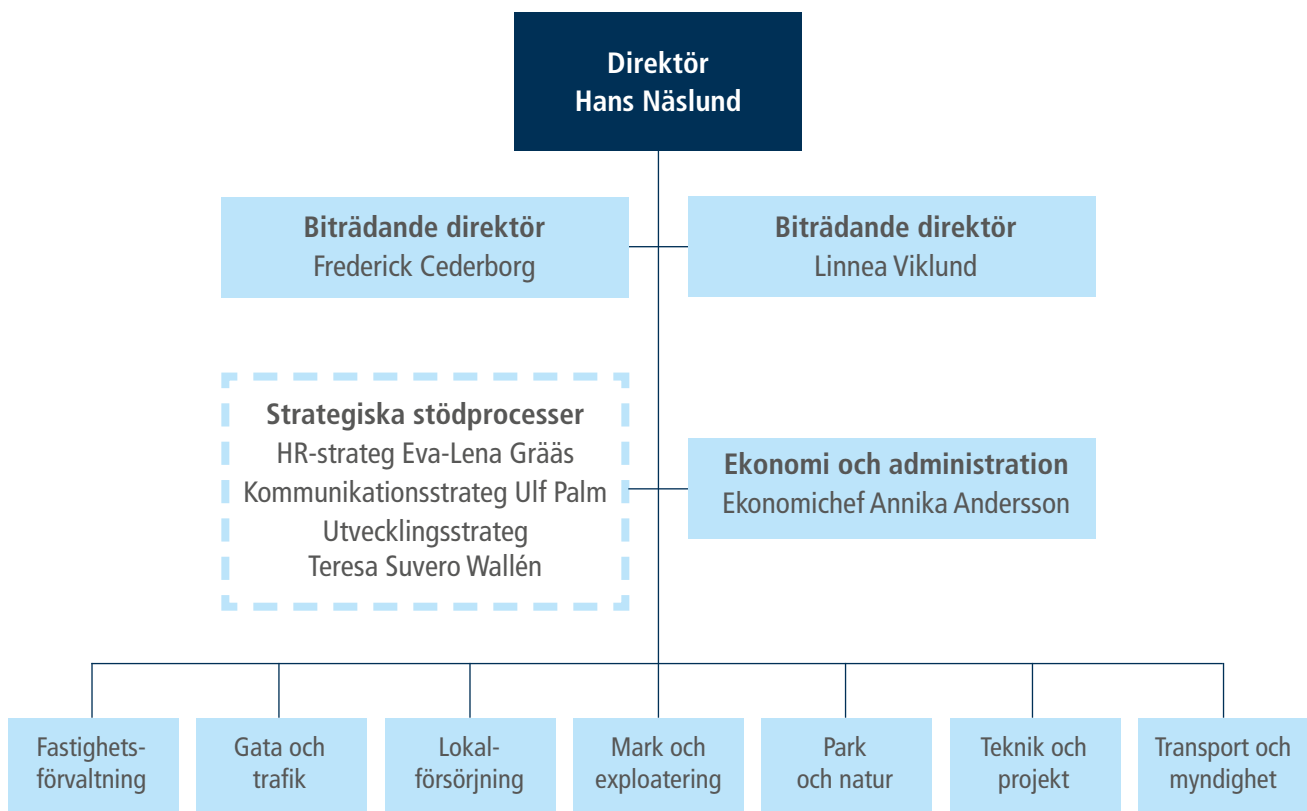 Direktör
Hans Näslund
Biträdande direktör
Frederick Cederborg
Biträdande direktör
Linnea Viklund
Strategiska stödprocesser
HR-strateg Eva-Lena Grääs
Kommunikationsstrateg Ulf Palm
Utvecklingsstrateg
Teresa Suvero Wallén
Ekonomi och administration
Ekonomichef Annika Andersson
Fastighets-
förvaltning
Gata och
trafik
Lokal-
försörjning
Mark och
exploatering
Park
och natur
Teknik och
projekt
Transport och
myndighet